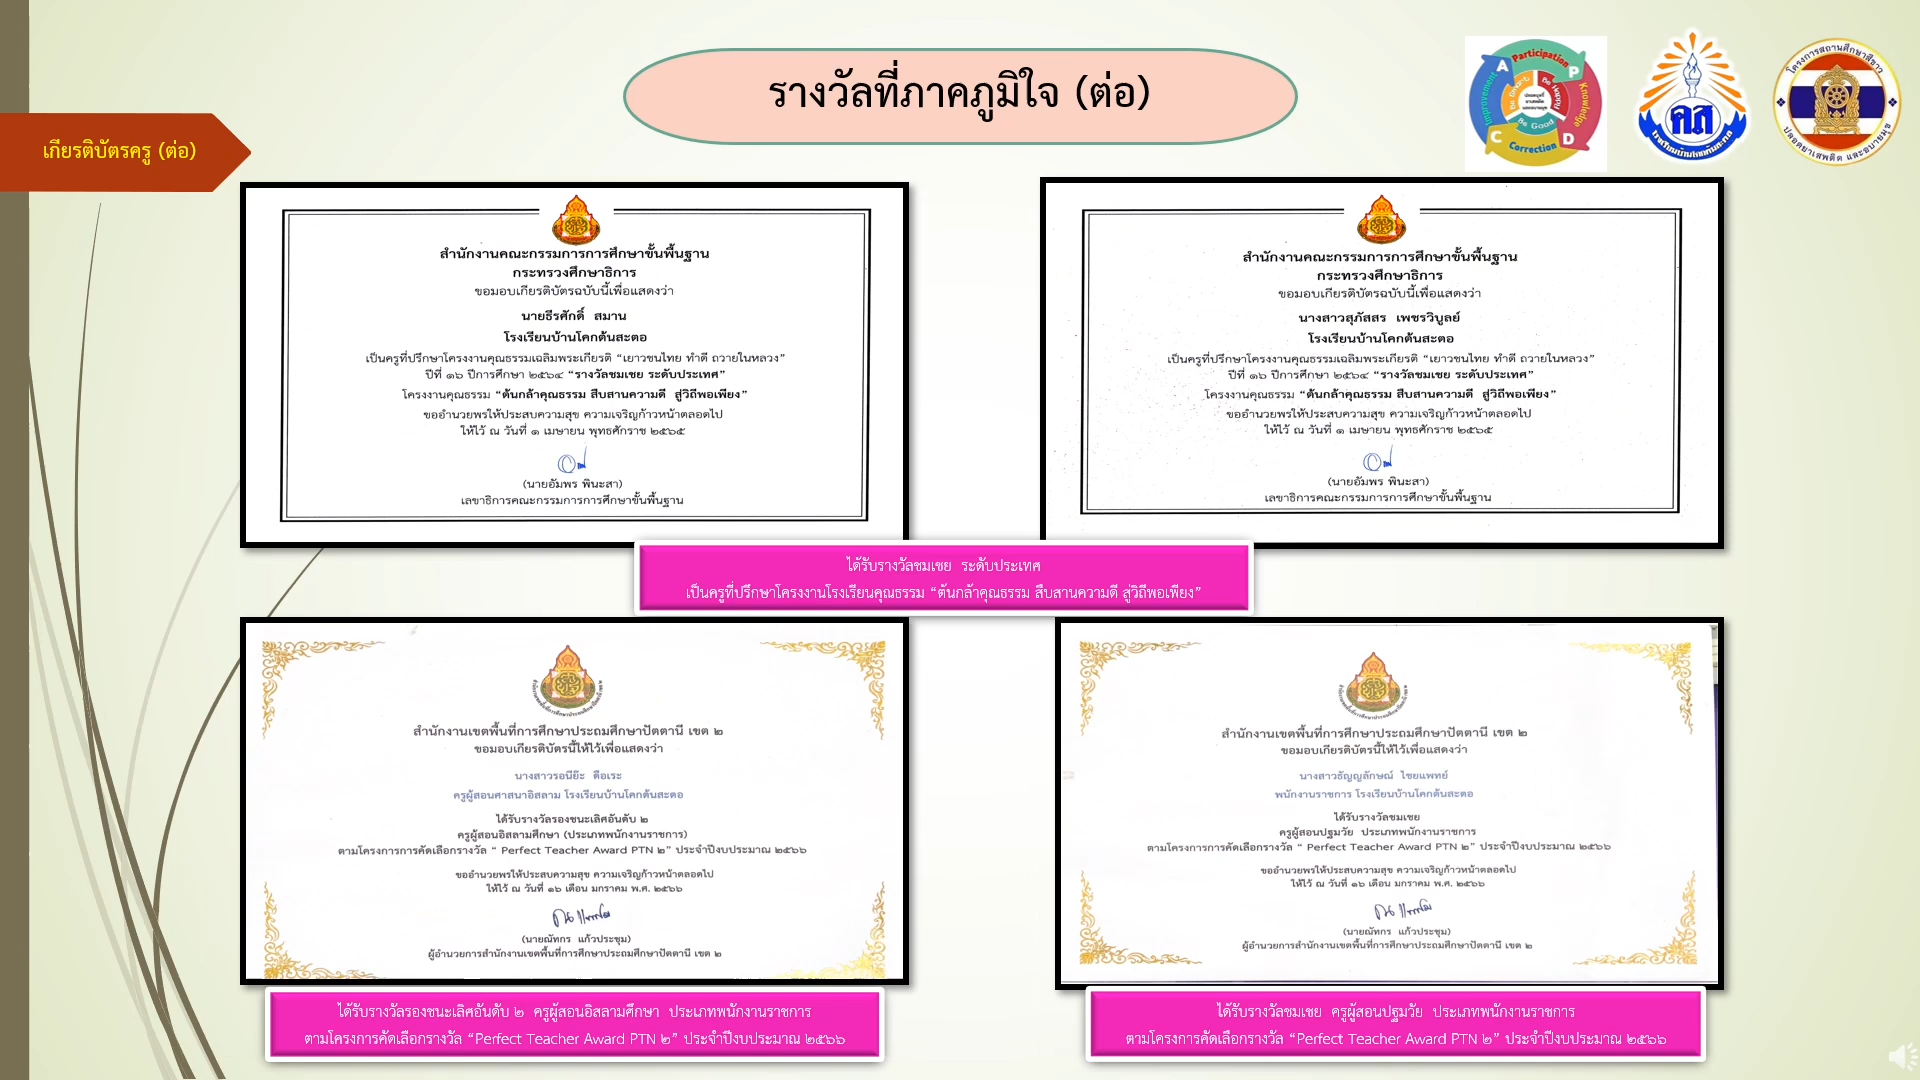 รางวัลที่ภาคภูมิใจ (ต่อ)
Participation
Knowledge
Correction
Improvement
A
P
C
D
Be Happy
Be Good
คส
โครงการสถานศึกษาสีขาว
ปลอดยาเสพติด และอบายมุข
เกียรติบัตรครู (ต่อ)
สำนักงานคณะกรรมการการศึกษาขั้นพื้นฐาน
กระทรวงศึกษาธิการ
ขอมอบเกียรติบัตรฉบับนี้เพื่อแสดงว่า
นายธีรศักดิ์ สมาน
โรงเรียนบ้านโคกต้นสะตอ
เป็นครูที่ปรึกษาโครงงานคุณธรรมเฉลิมพระเกียรติ “เยาวชนไทย ทำดี ถวายในหลวง”
ปีที่ ๑๖ ปีการศึกษา ๒๕๖๔ “รางวัลชมเชย ระดับประเทศ”
โครงงานคุณธรรม “ต้นกล้าคุณธรรม สืบสานความดี สู่วิถีพอเพียง”
ขออำนวยพรให้ประสบความสุข ความเจริญก้าวหน้าตลอดไป
ให้ไว้ ณ วันที่ ๑ เมษายน พุทธศักราช ๒๕๖๕
(นายอัมพร พินะสา)
เลขาธิการคณะกรรมการการศึกษาขั้นพื้นฐาน
สำนักงานคณะกรรมการการศึกษาขั้นพื้นฐาน
กระทรวงศึกษาธิการ
ขอมอบเกียรติบัตรฉบับนี้เพื่อแสดงว่า
นางสาวสุภัสสร เพชรวิบูลย์
โรงเรียนบ้านโคกต้นสะตอ
เป็นครูที่ปรึกษาโครงงานคุณธรรมเฉลิมพระเกียรติ “เยาวชนไทย ทำดี ถวายในหลวง”
ปีที่ ๑๖ ปีการศึกษา ๒๕๖๔ “รางวัลชมเชย ระดับประเทศ”
โครงงานคุณธรรม “ต้นกล้าคุณธรรม สืบสานความดี สู่วิถีพอเพียง”
ขออำนวยพรให้ประสบความสุข ความเจริญก้าวหน้าตลอดไป
ให้ไว้ ณ วันที่ ๑ เมษายน พุทธศักราช ๒๕๖๕
(นายอัมพร พินะสา)
เลขาธิการคณะกรรมการการศึกษาขั้นพื้นฐาน
ได้รับรางวัลชมเชย ระดับประเทศ
เป็นครูที่ปรึกษาโครงงานโรงเรียนคุณธรรม “ต้นกล้าคุณธรรม สืบสานความดี สู่วิถีพอเพียง”
สำนักงานเขตพื้นที่การศึกษาประถมศึกษาปัตตานี เขต ๒
ขอมอบเกียรติบัตรนี้ให้ไว้เพื่อแสดงว่า
นางสาวรอนีย๊ะ ดือเระ
ครูผู้สอนศาสนาอิสลาม โรงเรียนบ้านโคกต้นสะตอ
ได้รับรางวัลรองชนะเลิศอันดับ ๒
ครูผู้สอนอิสลามศึกษา (ประเภทพนักงานราชการ)
ตามโครงการการคัดเลือกรางวัล “ Perfect Teacher Award PTN ๒” ประจำปีงบประมาณ ๒๕๖๖
ขออำนวยพรให้ประสบความสุข ความเจริญก้าวหน้าตลอดไป
ให้ไว้ ณ วันที่ ๑๖ เดือน มกราคม พ.ศ. ๒๕๖๖
(นายณัทกร แก้วประชุม)
ผู้อำนวยการสำนักงานเขตพื้นที่การศึกษาประถมศึกษาปัตตานี เขต ๒
สำนักงานเขตพื้นที่การศึกษาประถมศึกษาปัตตานี เขต ๒
ขอมอบเกียรติบัตรนี้ให้ไว้เพื่อแสดงว่า
นางสาวธัญญลักษณ์ ไชยแพทย์
พนักงานราชการ โรงเรียนบ้านโคกต้นสะตอ
ได้รับรางวัลชมเชย
ครูผู้สอนปฐมวัย ประเภทพนักงานราชการ
ตามโครงการการคัดเลือกรางวัล “ Perfect Teacher Award PTN ๒” ประจำปีงบประมาณ ๒๕๖๖
ขออำนวยพรให้ประสบความสุข ความเจริญก้าวหน้าตลอดไป
ให้ไว้ ณ วันที่ ๑๖ เดือน มกราคม พ.ศ. ๒๕๖๖
(นายณัทกร แก้วประชุม)
ผู้อำนวยการสำนักงานเขตพื้นที่การศึกษาประถมศึกษาปัตตานี เขต ๒
ได้รับรางวัลรองชนะเลิศอันดับ ๒ ครูผู้สอนอิสลามศึกษา ประเภทพนักงานราชการ
ตามโครงการคัดเลือกรางวัล “Perfect Teacher Award PTN ๒” ประจำปีงบประมาณ ๒๕๖๖
ได้รับรางวัลชมเชย ครูผู้สอนปฐมวัย ประเภทพนักงานราชการ
ตามโครงการคัดเลือกรางวัล “Perfect Teacher Award PTN ๒” ประจำปีงบประมาณ ๒๕๖๖